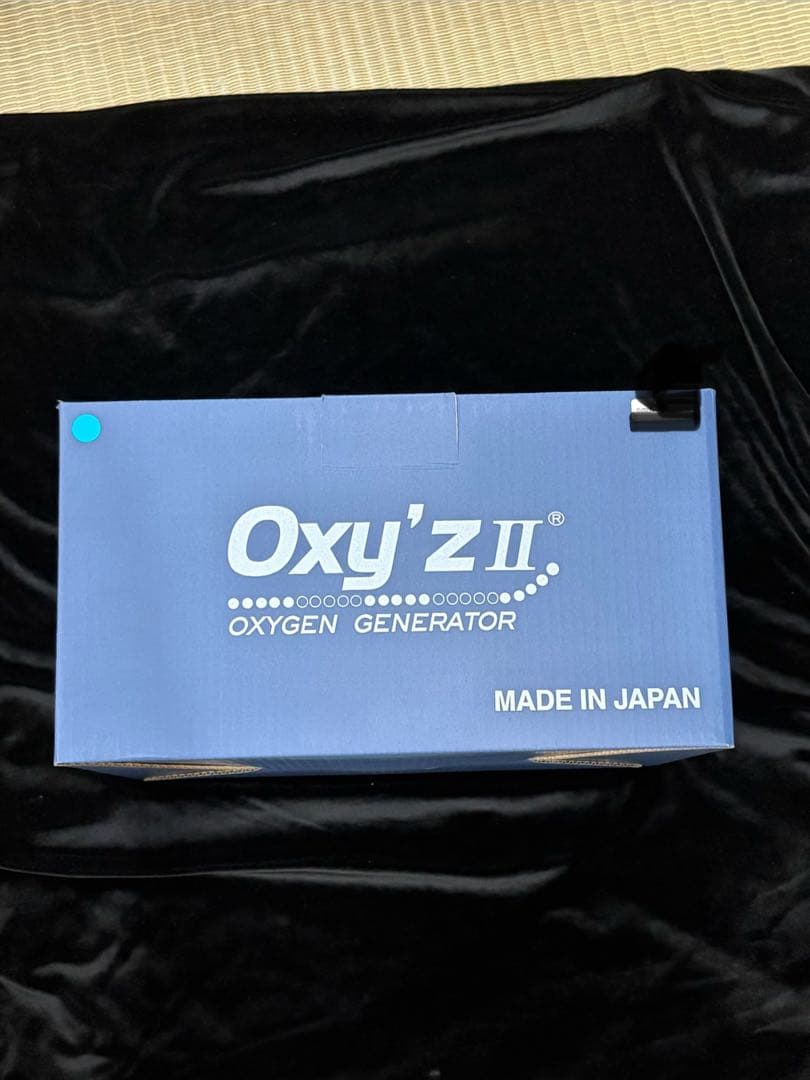 Oxy'z II®
OXYGEN GENERATOR
MADE IN JAPAN